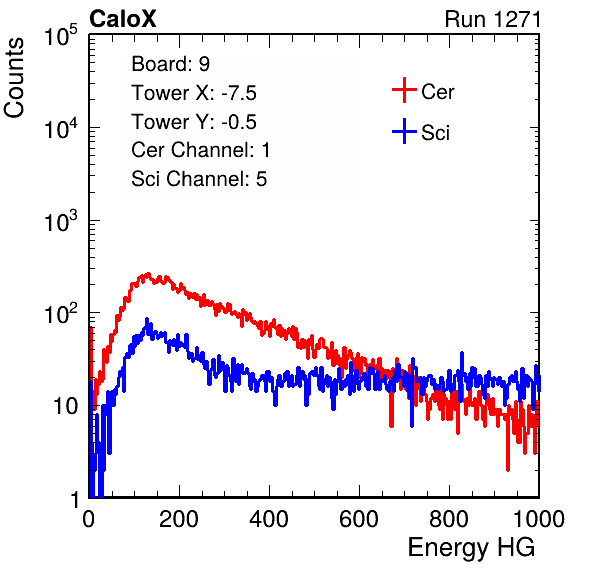 CaloX Run 1271
Counts
Board: 9
Tower X: -7.5
Tower Y: -0.5
Cer Channel: 1
Sci Channel: 5
Cer
Sci
10^5
10^4
10^3
10^2
10
1
0 200 400 600 800 1000
Energy HG